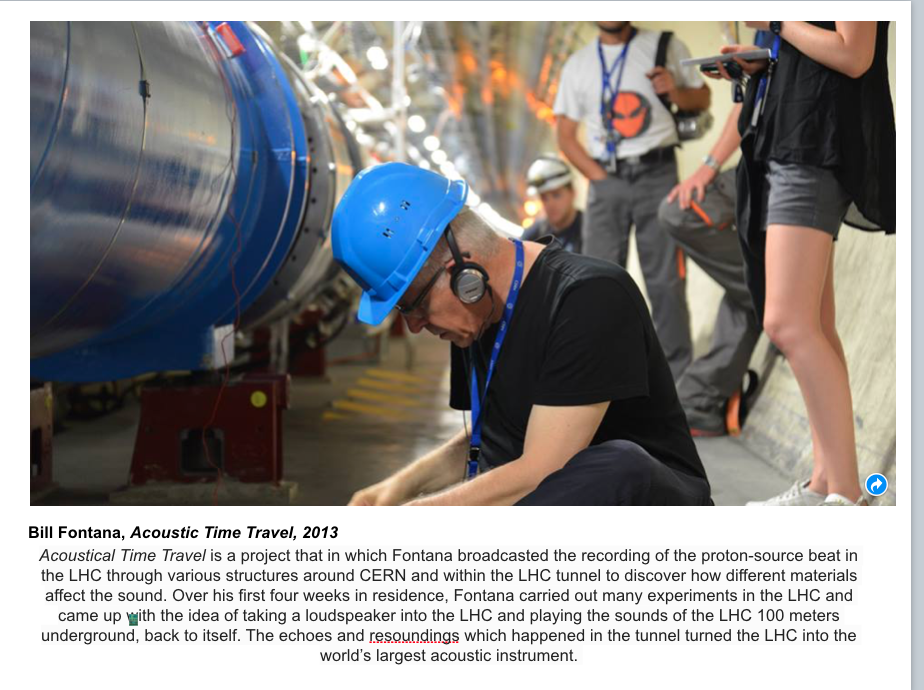 Bill Fontana, Acoustic Time Travel, 2013
Acoustical Time Travel is a project that in which Fontana broadcasted the recording of the proton-source beat in
the LHC through various structures around CERN and within the LHC tunnel to discover how different materials
affect the sound. Over his first four weeks in residence, Fontana carried out many experiments in the LHC and
came up with the idea of taking a loudspeaker into the LHC and playing the sounds of the LHC 100 meters
underground, back to itself. The echoes and resoundings which happened in the tunnel turned the LHC into the
world’s largest acoustic instrument.